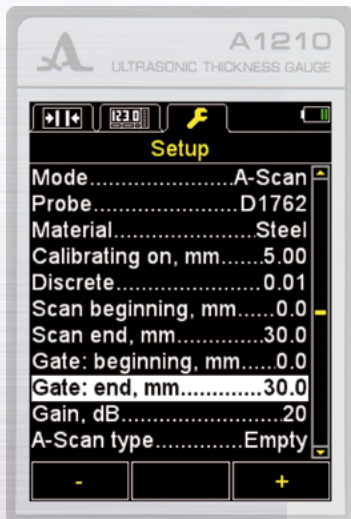 A1210
ULTRASONIC THICKNESS GAUGE
123.0
Setup
Mode......................A-Scan
Probe.......................D1762
Material.....................Steel
Calibrating on, mm.......5.00
Discrete......................0.01
Scan beginning, mm......0.0
Scan end, mm............30.0
Gate: beginning, mm.....0.0
Gate: end, mm.............30.0
Gain, dB........................20
A-Scan type..............Empty
- +